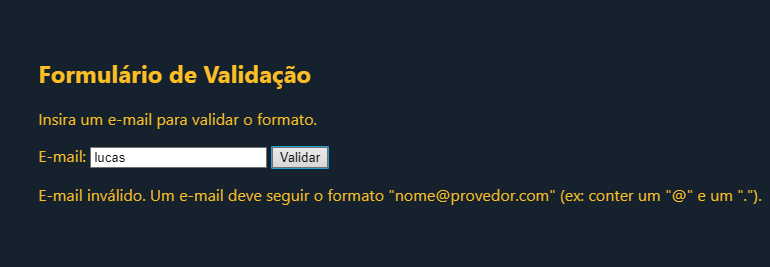 Formulário de Validação
Insira um e-mail para validar o formato.
E-mail: lucas Validar
E-mail inválido. Um e-mail deve seguir o formato "nome@provedor.com" (ex: conter um "@" e um ".").